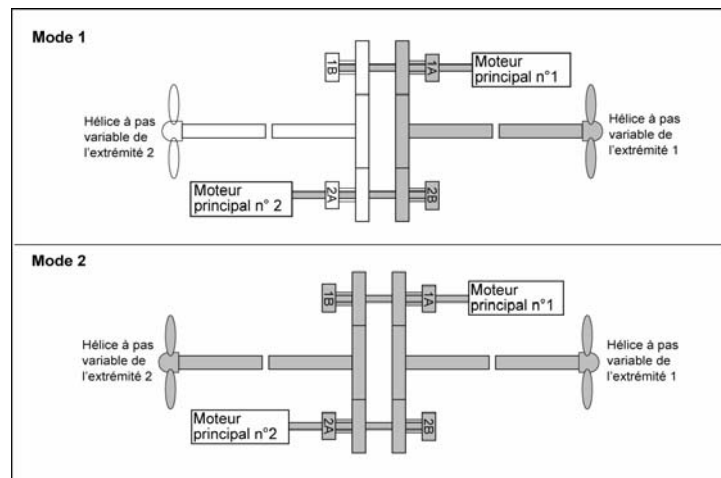 Mode 1
1B
1A
Moteur
principal n°1
Hélice à pas
variable de
l'extrémité 2
Hélice à pas
variable de
l'extrémité 1
Moteur
principal n° 2
2A
2B
Mode 2
1B
1A
Moteur
principal n°1
Hélice à pas
variable de
l'extrémité 2
Hélice à pas
variable de
l'extrémité 1
Moteur
principal n°2
2A
2B